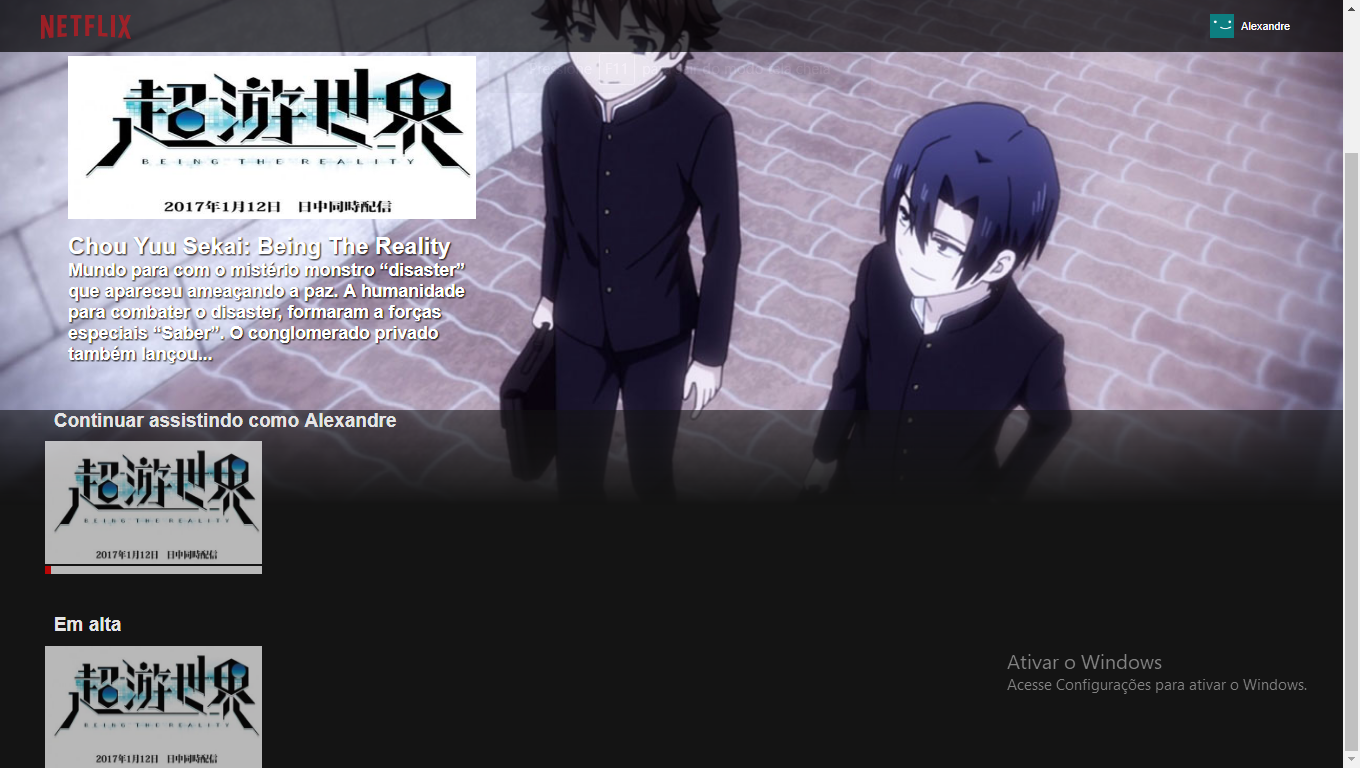 NETFLIX
Alexandre
超游世界
BEING THE REALITY
2017年1月12日 日中同時配信
Chou Yuu Sekai: Being The Reality
Mundo para com o mistério monstro “disaster”
que apareceu ameaçando a paz. A humanidade
para combater o disaster, formaram a forças
especiais “Saber”. O conglomerado privado
também lançou...
Continuar assistindo como Alexandre
超游世界
BEING THE REALITY
2017年1月12日 日中同時配信
Em alta
超游世界
BEING THE REALITY
2017年1月12日 日中同時配信
Ativar o Windows
Acesse Configurações para ativar o Windows.